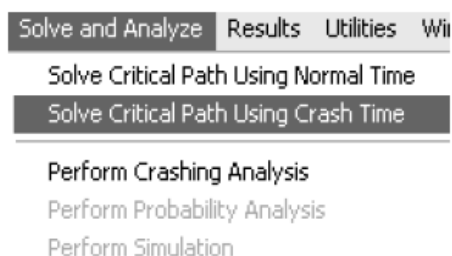 Solve and Analyze Results Utilities
Solve Critical Path Using Normal Time
Solve Critical Path Using Crash Time
Perform Crashing Analysis
Perform Probability Analysis
Perform Simulation